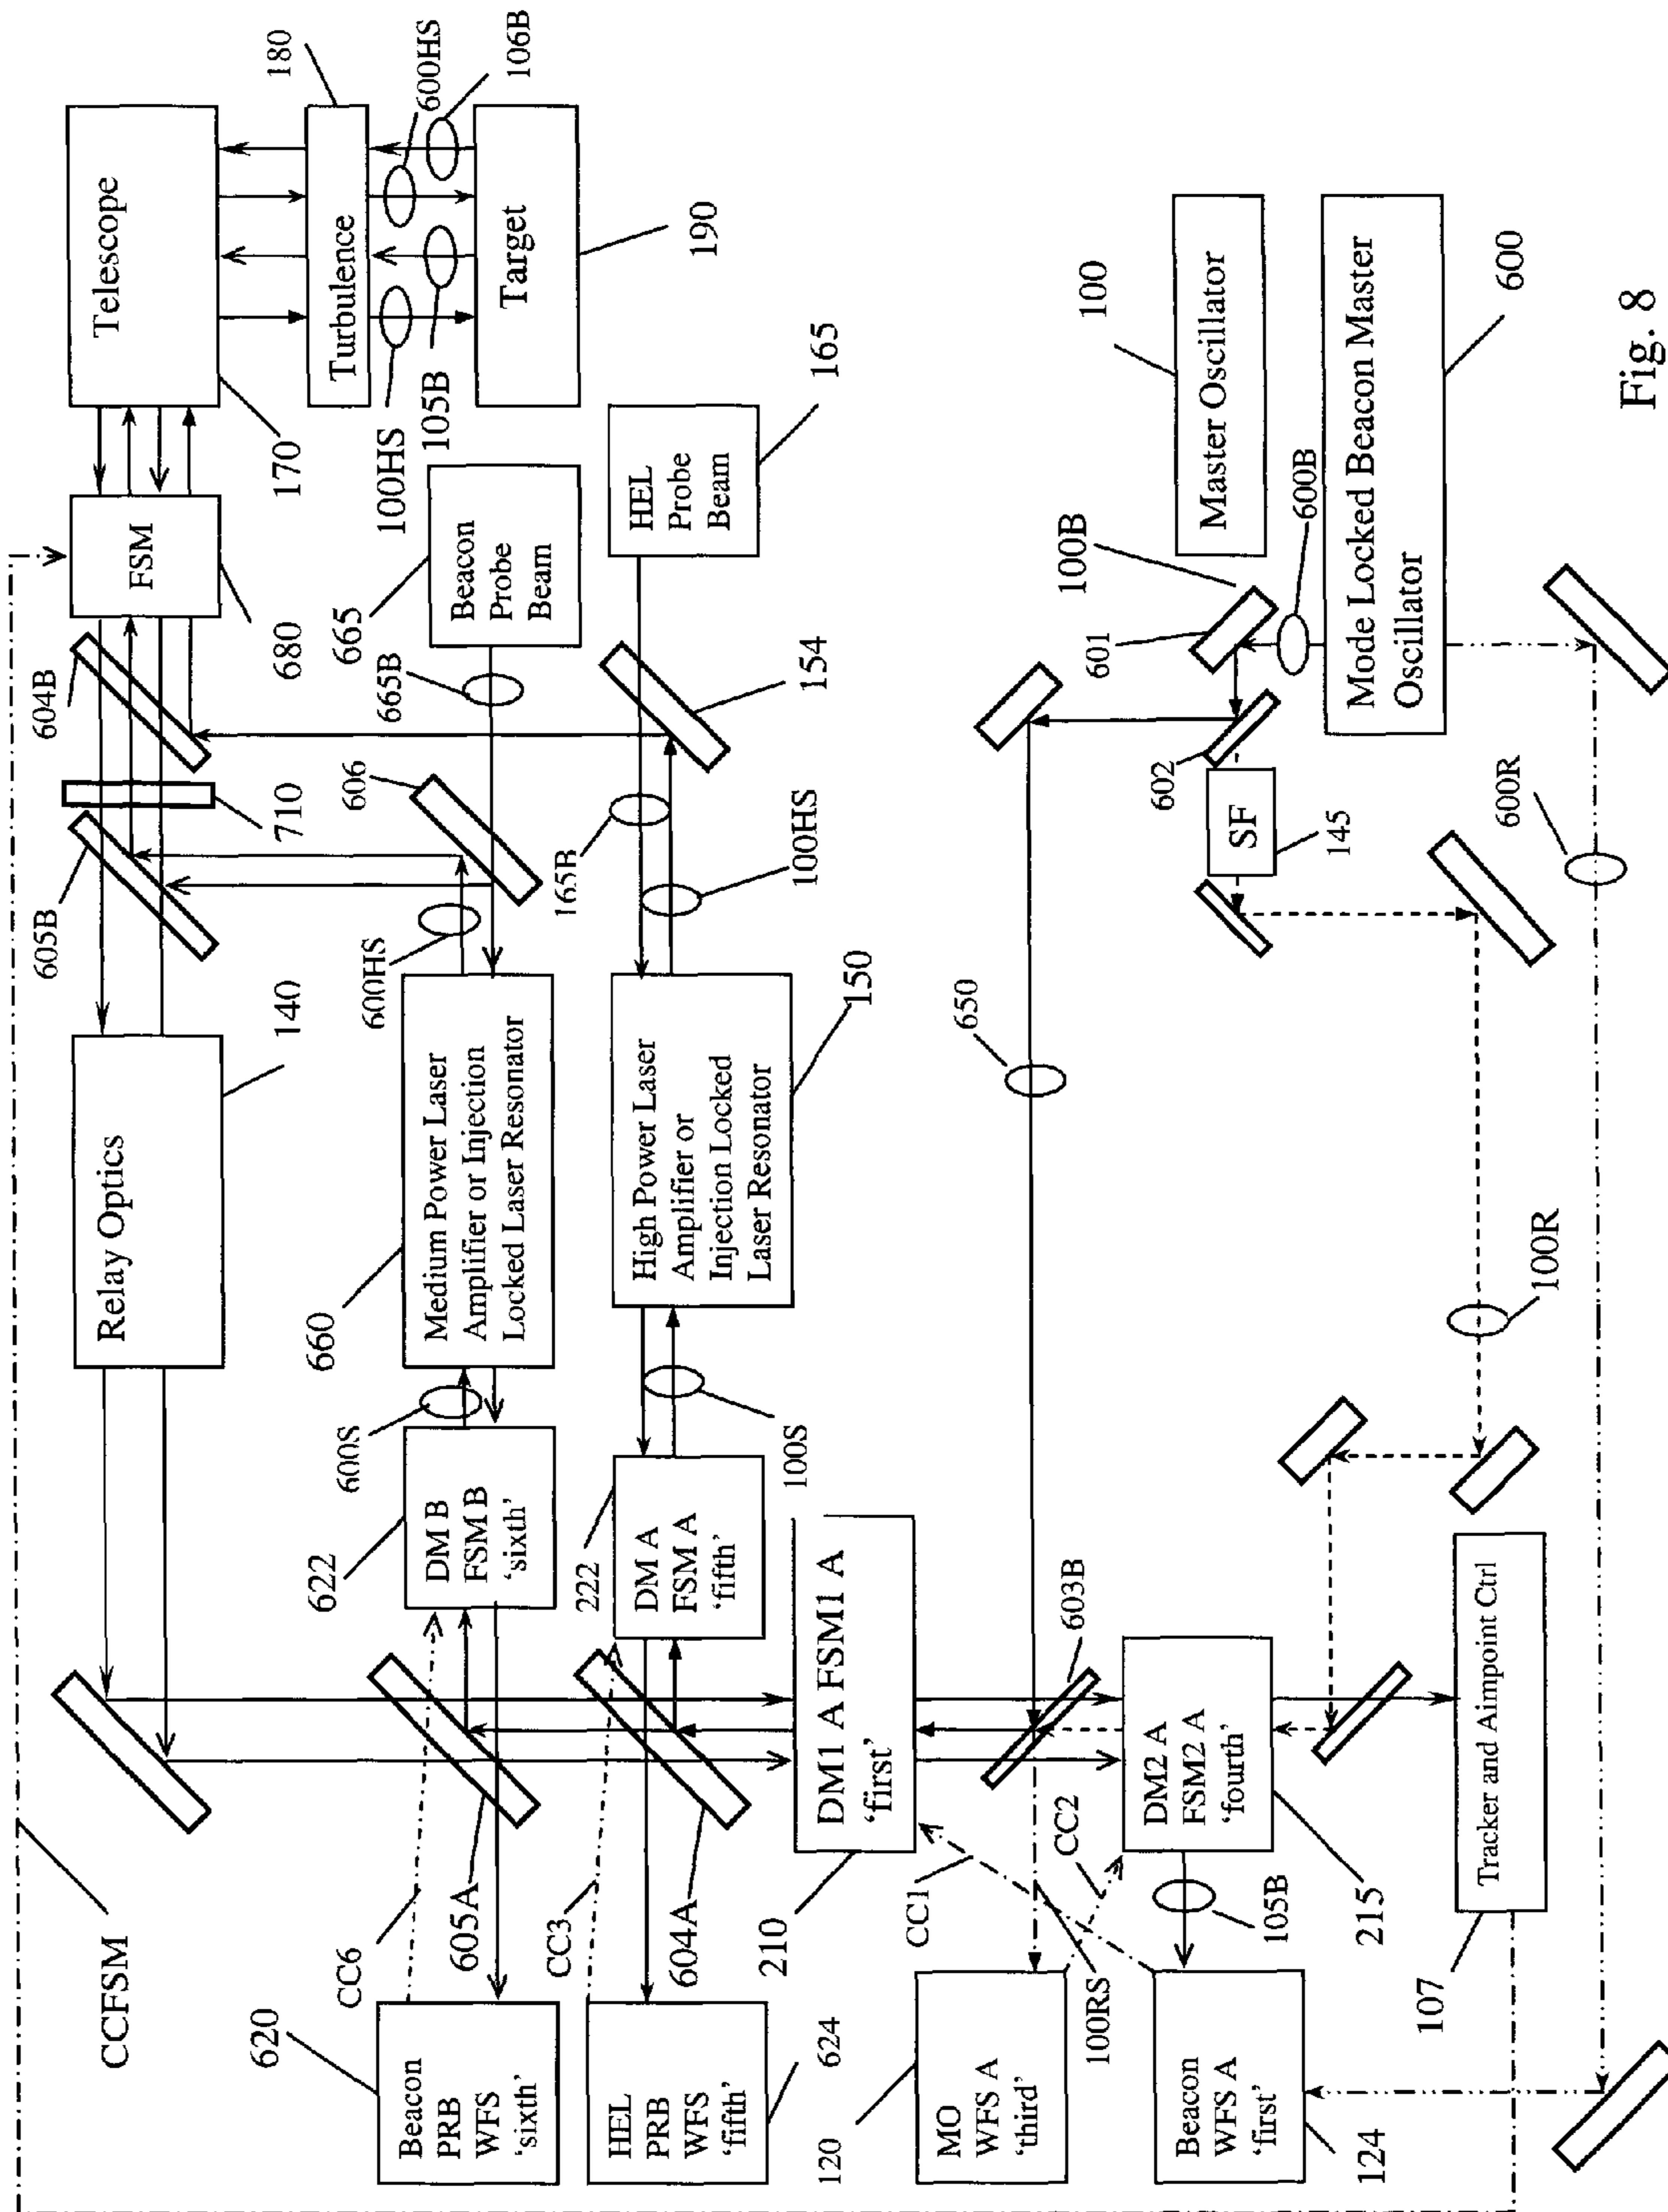 CCFSM
620
Beacon
PRB
WFS
‘sixth’
CC6
605A
HEL
PRB
WFS
‘fifth’
624
CC3
604A
622
DM B
FSM B
‘sixth’
600S
222
DM A
FSM A
‘fifth’
100S
660
Medium Power Laser
Amplifier or Injection
Locked Laser Resonator
600HS
High Power Laser
Amplifier or
Injection Locked
Laser Resonator
150
165B
100HS
Relay Optics
140
605B
710
604B
606
665B
154
FSM
680
665
Beacon
Probe
Beam
HEL
Probe
Beam
165
Telescope
170
180
Turbulence
600HS
106B
100HS
105B
Target
190
210
DM1 A FSM1 A
‘first’
120
MO
WFS A
‘third’
CC1
CC2
100RS
603B
Beacon
WFS A
‘first’
124
105B
DM2 A
FSM2 A
‘fourth’
215
107
Tracker and Aimpoint Ctrl
650
100R
SF
145
602
601
100B
600B
600R
100
Master Oscillator
Mode Locked Beacon Master
Oscillator
600
Fig. 8